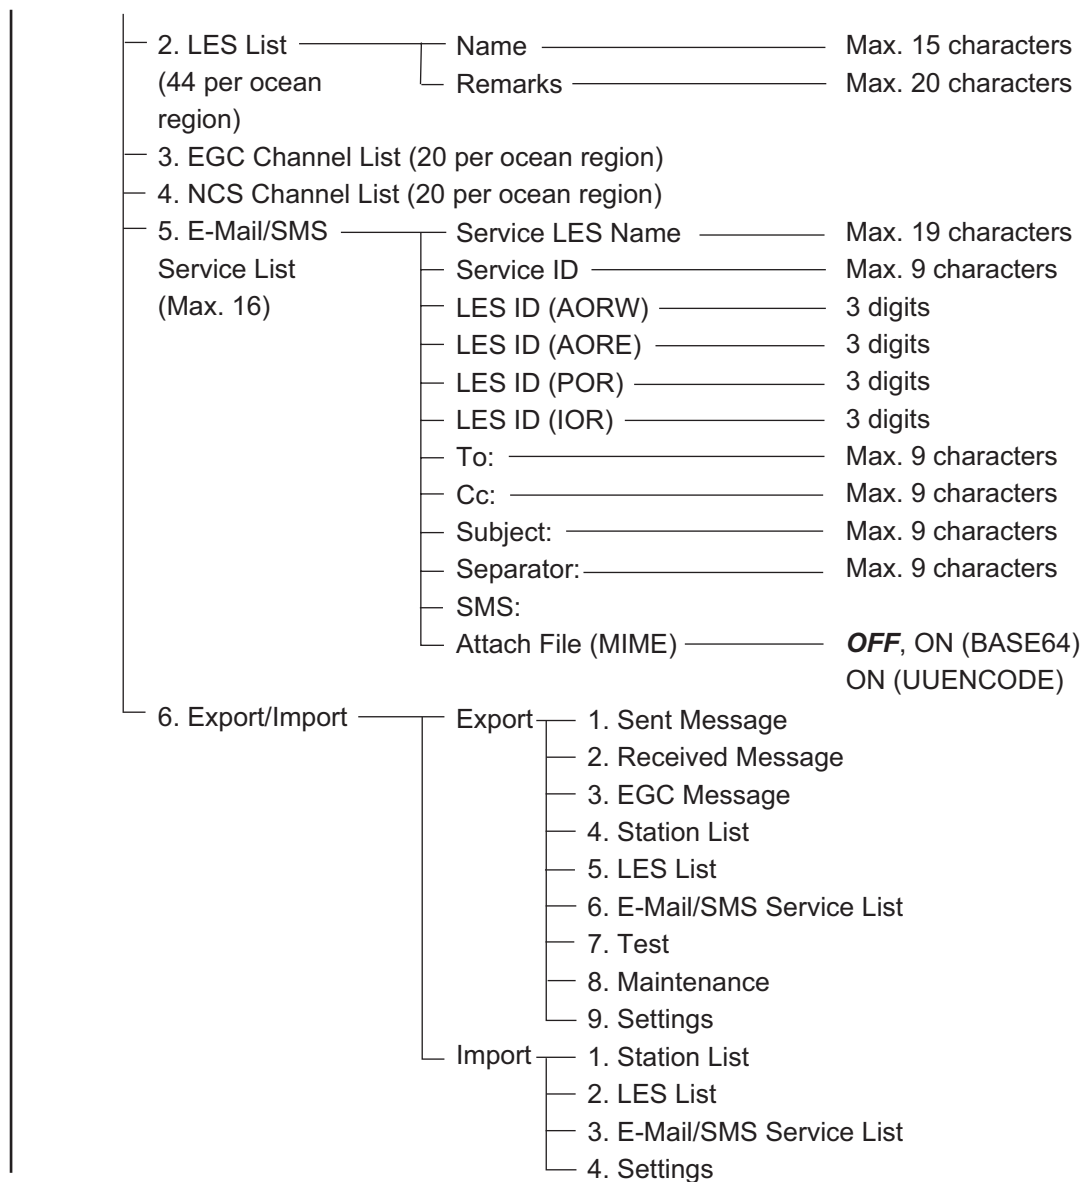 2. LES List Name Max. 15 characters
(44 per ocean Remarks Max. 20 characters
region)
3. EGC Channel List (20 per ocean region)
4. NCS Channel List (20 per ocean region)
5. E-Mail/SMS Service LES Name Max. 19 characters
Service List Service ID Max. 9 characters
(Max. 16) LES ID (AORW) 3 digits
LES ID (AORE) 3 digits
LES ID (POR) 3 digits
LES ID (IOR) 3 digits
To: Max. 9 characters
Cc: Max. 9 characters
Subject: Max. 9 characters
Separator: Max. 9 characters
SMS:
Attach File (MIME) OFF, ON (BASE64)
ON (UUENCODE)
6. Export/Import Export 1. Sent Message
2. Received Message
3. EGC Message
4. Station List
5. LES List
6. E-Mail/SMS Service List
7. Test
8. Maintenance
9. Settings
Import 1. Station List
2. LES List
3. E-Mail/SMS Service List
4. Settings